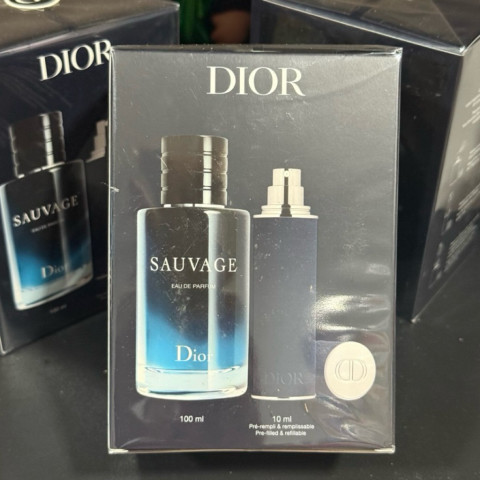 DIOR
SAUVAGE
Dior
DIOR
SAUVAGE
EAU DE PARFUM
Dior
DIOR
100 ml
10 ml
Pré-rempli & remplissable
Pre-filled & refillable